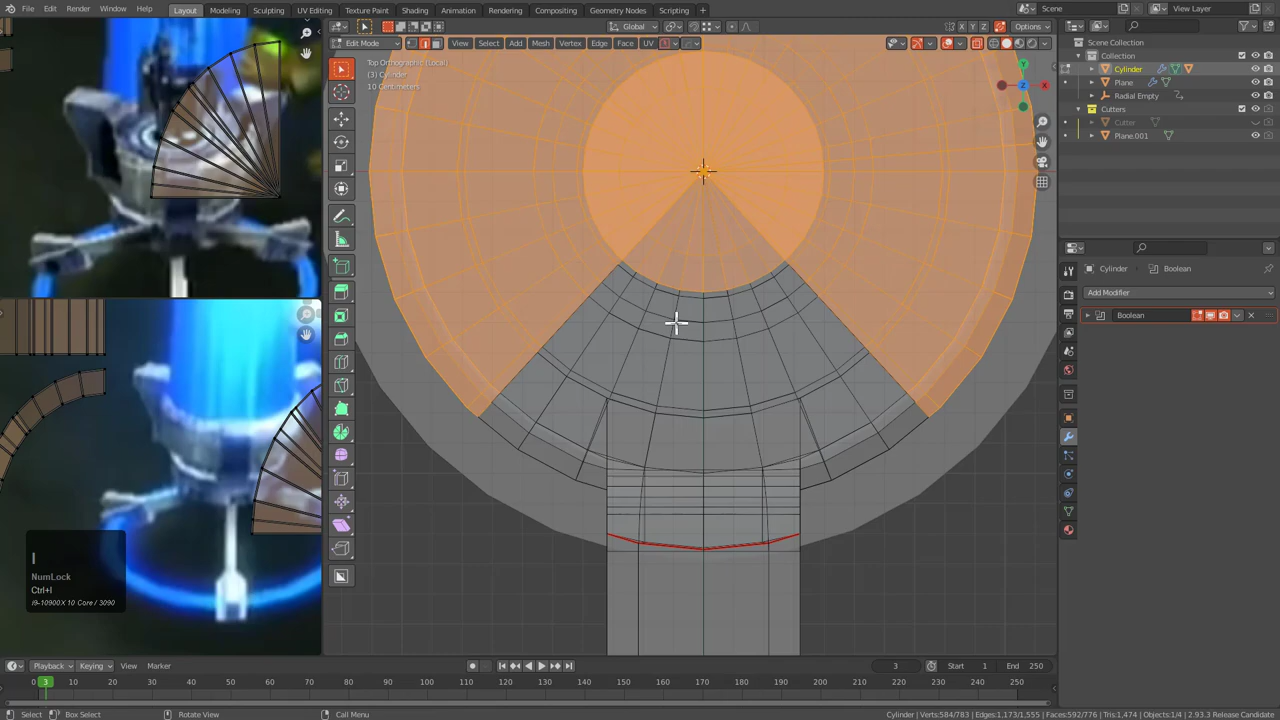 File Edit Render Window Help Layout Modeling Sculpting UV Editing Texture Paint Shading Animation Rendering Compositing Geometry Nodes Scripting Scene View Layer
Global Options
Edit Mode View Select Add Mesh Vertex Edge Face UV
Top Orthographic (Local)
(3) Cylinder
10 Centimeters
Y
X
Z
I
NumLock
Ctrl+I
i9-10900X 10 Core / 3090
Scene Collection
Collection
Cylinder
Plane
Radial Empty
Cutters
Cutter
Plane.001
Cylinder Boolean
Add Modifier
Boolean
Playback Keying View Marker 3 Start 1 End 250
0 3 10 20 30 40 50 60 70 80 90 100 110 120 130 140 150 160 170 180 190 200 210 220 230 240 250
Select Box Select Rotate View Call Menu Cylinder | Verts:584/783 | Edges:1,173/1,555 | Faces:592/776 | Tris:1,474 | Objects:1/4 | 2.93.3 Release Candidate